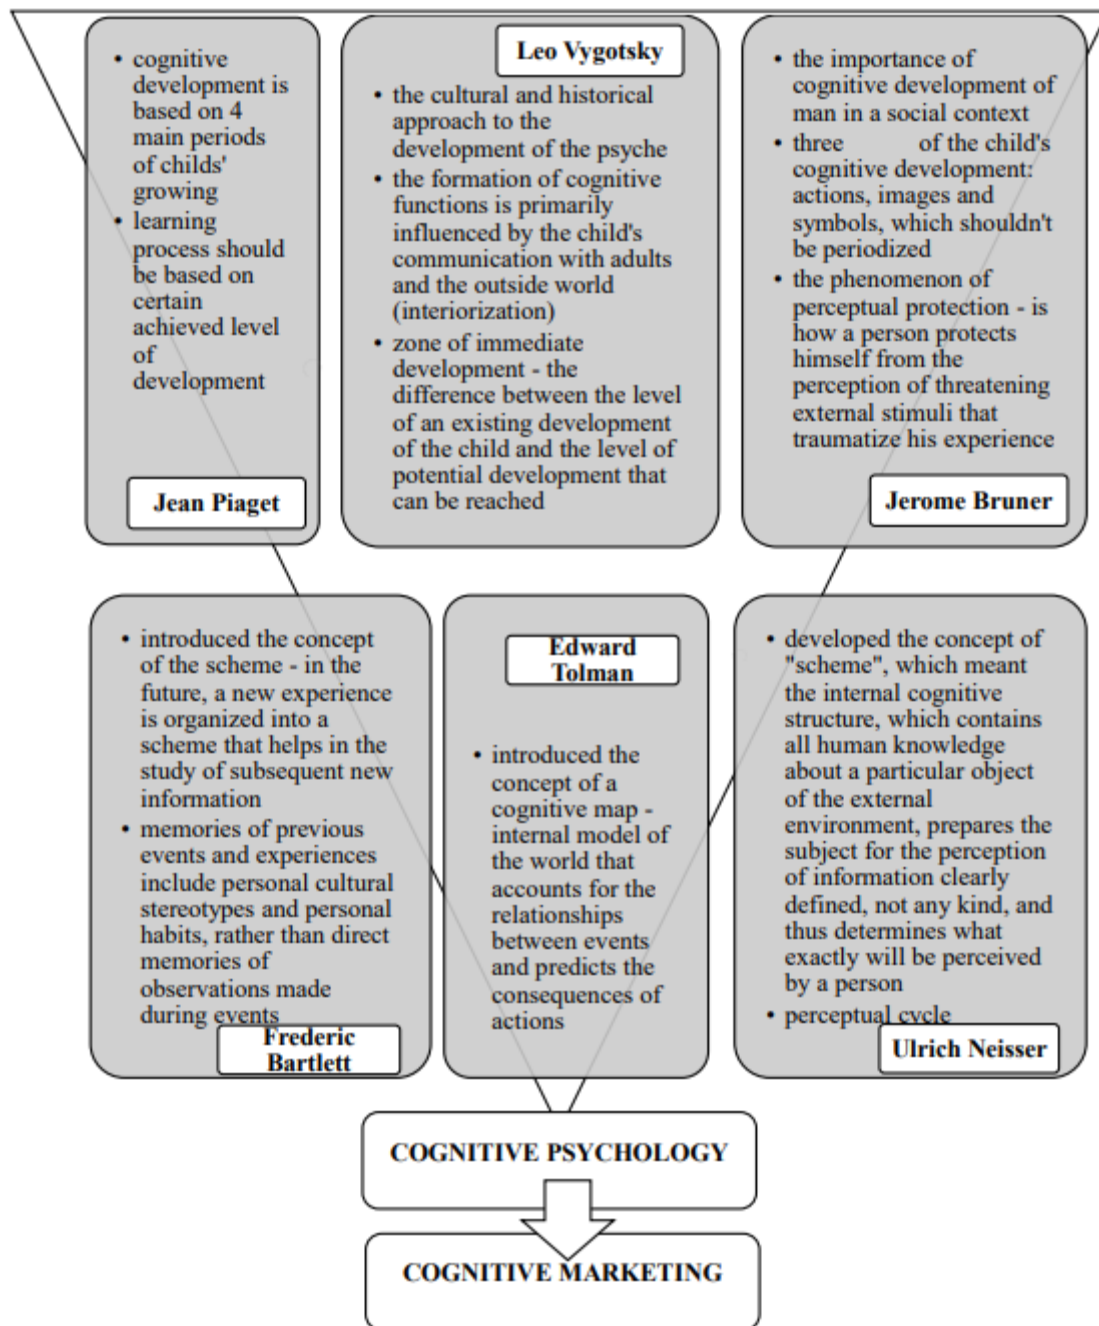 • cognitive
development is
based on 4
main periods
of childs'
growing
• learning
process should
be based on
certain
achieved level
of
development
Jean Piaget
Leo Vygotsky
• the cultural and historical
approach to the
development of the psyche
• the formation of cognitive
functions is primarily
influenced by the child's
communication with adults
and the outside world
(interiorization)
• zone of immediate
development - the
difference between the level
of an existing development
of the child and the level of
potential development that
can be reached
• the importance of
cognitive development of
man in a social context
• three of the child's
cognitive development:
actions, images and
symbols, which shouldn't
be periodized
• the phenomenon of
perceptual protection - is
how a person protects
himself from the
perception of threatening
external stimuli that
traumatize his experience
Jerome Bruner
• introduced the concept
of the scheme - in the
future, a new experience
is organized into a
scheme that helps in the
study of subsequent new
information
• memories of previous
events and experiences
include personal cultural
stereotypes and personal
habits, rather than direct
memories of
observations made
during events
Frederic
Bartlett
Edward
Tolman
• introduced the
concept of a
cognitive map -
internal model of
the world that
accounts for the
relationships
between events
and predicts the
consequences of
actions
• developed the concept of
"scheme", which meant
the internal cognitive
structure, which contains
all human knowledge
about a particular object
of the external
environment, prepares the
subject for the perception
of information clearly
defined, not any kind, and
thus determines what
exactly will be perceived
by a person
• perceptual cycle
Ulrich Neisser
COGNITIVE PSYCHOLOGY
COGNITIVE MARKETING